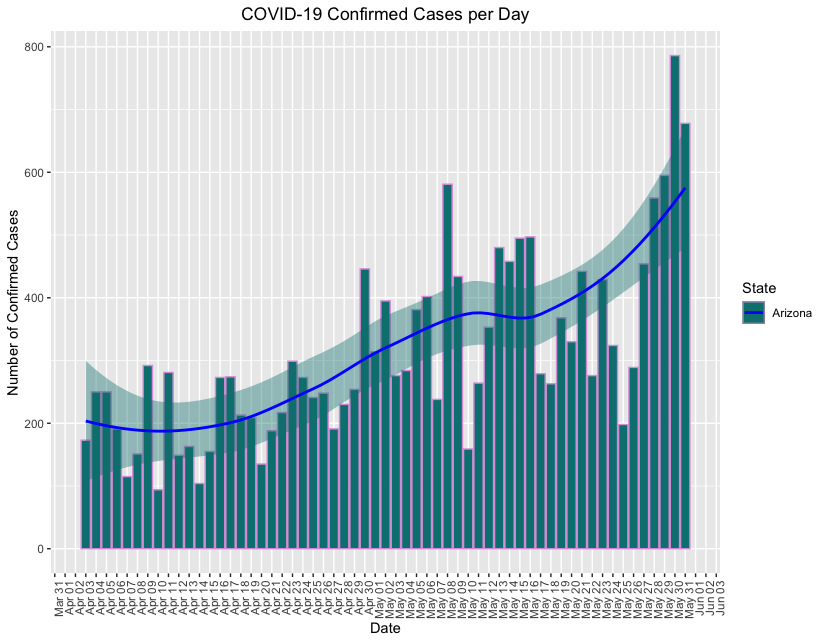 COVID-19 Confirmed Cases per Day
800
600
400
200
0
Number of Confirmed Cases
Mar 31
Apr 01
Apr 02
Apr 03
Apr 04
Apr 05
Apr 06
Apr 07
Apr 08
Apr 09
Apr 10
Apr 11
Apr 12
Apr 13
Apr 14
Apr 15
Apr 16
Apr 17
Apr 18
Apr 19
Apr 20
Apr 21
Apr 22
Apr 23
Apr 24
Apr 25
Apr 26
Apr 27
Apr 28
Apr 29
Apr 30
May 01
May 02
May 03
May 04
May 05
May 06
May 07
May 08
May 09
May 10
May 11
May 12
May 13
May 14
May 15
May 16
May 17
May 18
May 19
May 20
May 21
May 22
May 23
May 24
May 25
May 26
May 27
May 28
May 29
May 30
May 31
Jun 01
Jun 02
Jun 03
Date
State
Arizona